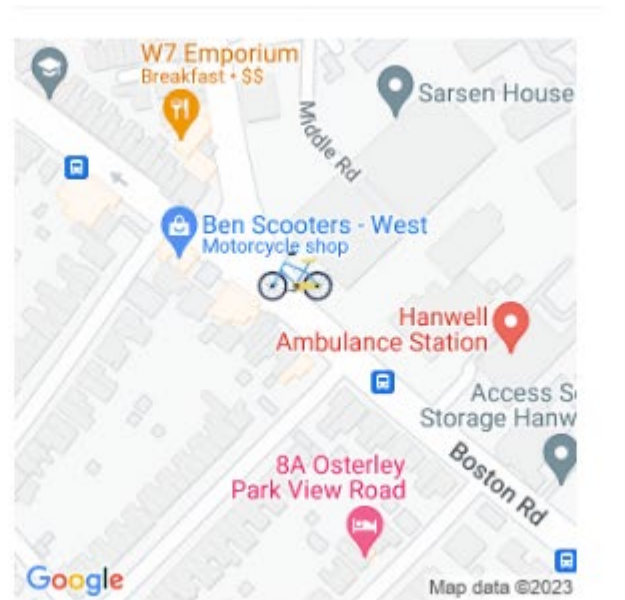 W7 Emporium
Breakfast • $$
Sarsen House
Middle Rd
Ben Scooters - West
Motorcycle shop
Hanwell
Ambulance Station
Access S
Storage Hanw
8A Osterley
Park View Road
Boston Rd
Google
Map data ©2023